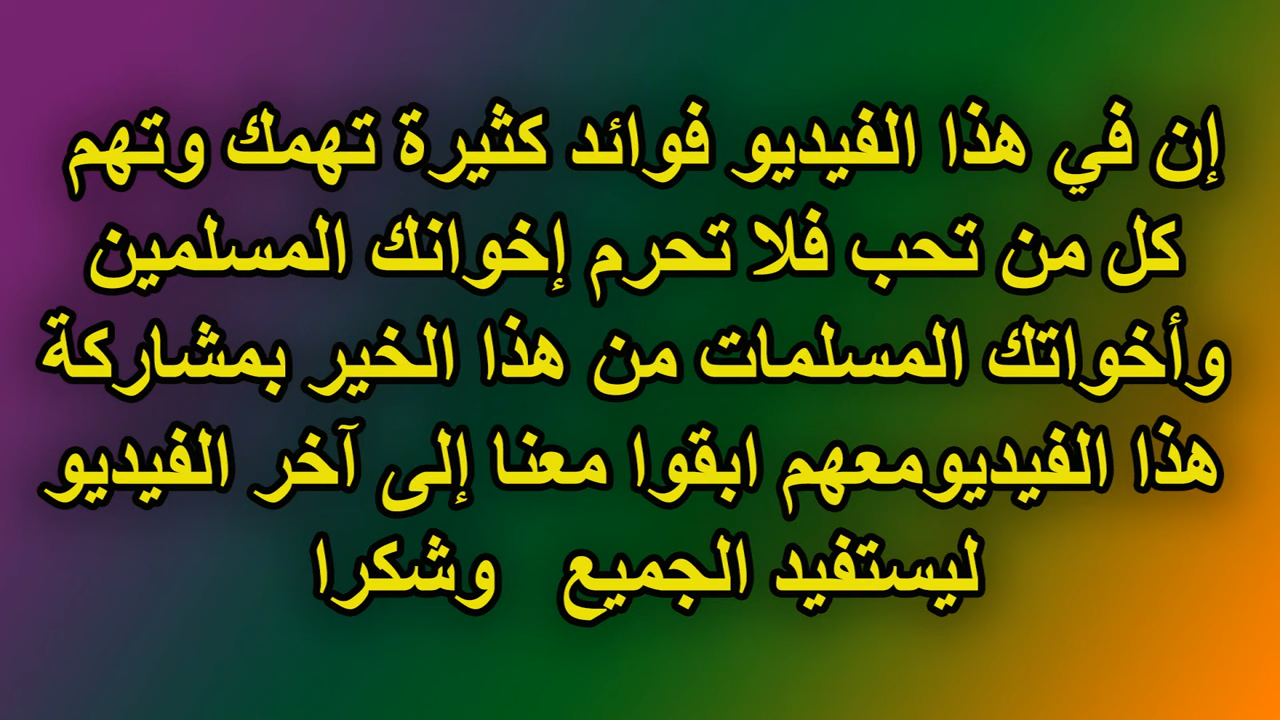 إن في هذا الفيديو فوائد كثيرة تهمك وتهم
كل من تحب فلا تحرم إخوانك المسلمين
وأخواتك المسلمات من هذا الخير بمشاركة
هذا الفيديومعهم ابقوا معنا إلى آخر الفيديو
ليستفيد الجميع   وشكرا